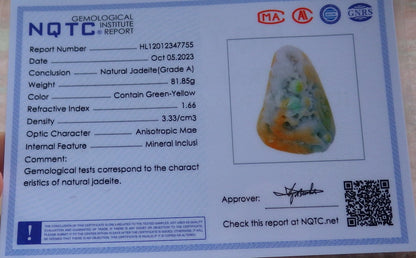 NQTC
GEMOLOGICAL
INSTITUTE
REPORT
MA
GNRS
Report Number HL12012347755
Date Oct 05,2023
Conclusion Natural Jadeite(Grade A)
Weight 81.85g
Color Contain Green-Yellow
Refractive Index 1.66
Density 3.33/cm3
Optic Character Anisotropic Mae
Internal Feature Mineral Inclusi
Comment:
Gemological tests correspond to the charact
eristics of natural jadeite.
Approver:
Check this report at NQTC.net